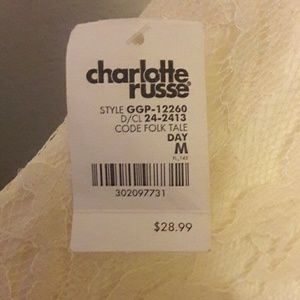 charlotte
russe
STYLE GGP-12260
D/CL 24-2413
CODE FOLK TALE
DAY
M
302097731
$28.99